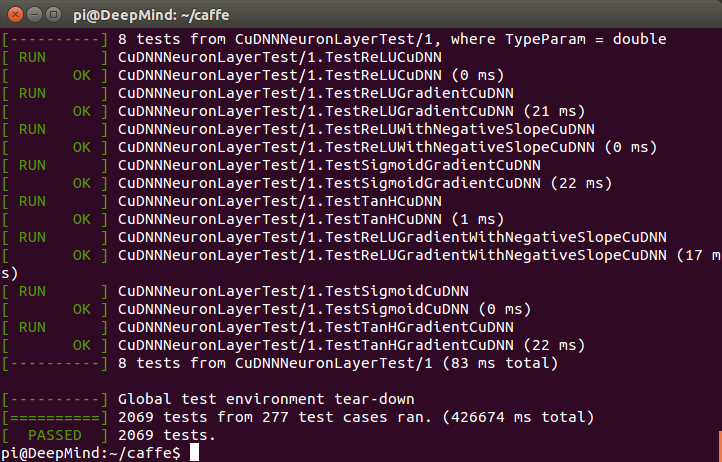 pi@DeepMind: ~/caffe
[----------] 8 tests from CuDNNNeuronLayerTest/1, where TypeParam = double
[ RUN      ] CuDNNNeuronLayerTest/1.TestReLUCuDNN
[       OK ] CuDNNNeuronLayerTest/1.TestReLUCuDNN (0 ms)
[ RUN      ] CuDNNNeuronLayerTest/1.TestReLUGradientCuDNN
[       OK ] CuDNNNeuronLayerTest/1.TestReLUGradientCuDNN (21 ms)
[ RUN      ] CuDNNNeuronLayerTest/1.TestReLUWithNegativeSlopeCuDNN
[       OK ] CuDNNNeuronLayerTest/1.TestReLUWithNegativeSlopeCuDNN (0 ms)
[ RUN      ] CuDNNNeuronLayerTest/1.TestSigmoidGradientCuDNN
[       OK ] CuDNNNeuronLayerTest/1.TestSigmoidGradientCuDNN (22 ms)
[ RUN      ] CuDNNNeuronLayerTest/1.TestTanHCuDNN
[       OK ] CuDNNNeuronLayerTest/1.TestTanHCuDNN (1 ms)
[ RUN      ] CuDNNNeuronLayerTest/1.TestReLUGradientWithNegativeSlopeCuDNN
[       OK ] CuDNNNeuronLayerTest/1.TestReLUGradientWithNegativeSlopeCuDNN (17 m
s)
[ RUN      ] CuDNNNeuronLayerTest/1.TestSigmoidCuDNN
[       OK ] CuDNNNeuronLayerTest/1.TestSigmoidCuDNN (0 ms)
[ RUN      ] CuDNNNeuronLayerTest/1.TestTanHGradientCuDNN
[       OK ] CuDNNNeuronLayerTest/1.TestTanHGradientCuDNN (22 ms)
[----------] 8 tests from CuDNNNeuronLayerTest/1 (83 ms total)
[----------] Global test environment tear-down
[==========] 2069 tests from 277 test cases ran. (426674 ms total)
[  PASSED  ] 2069 tests.
pi@DeepMind:~/caffe$